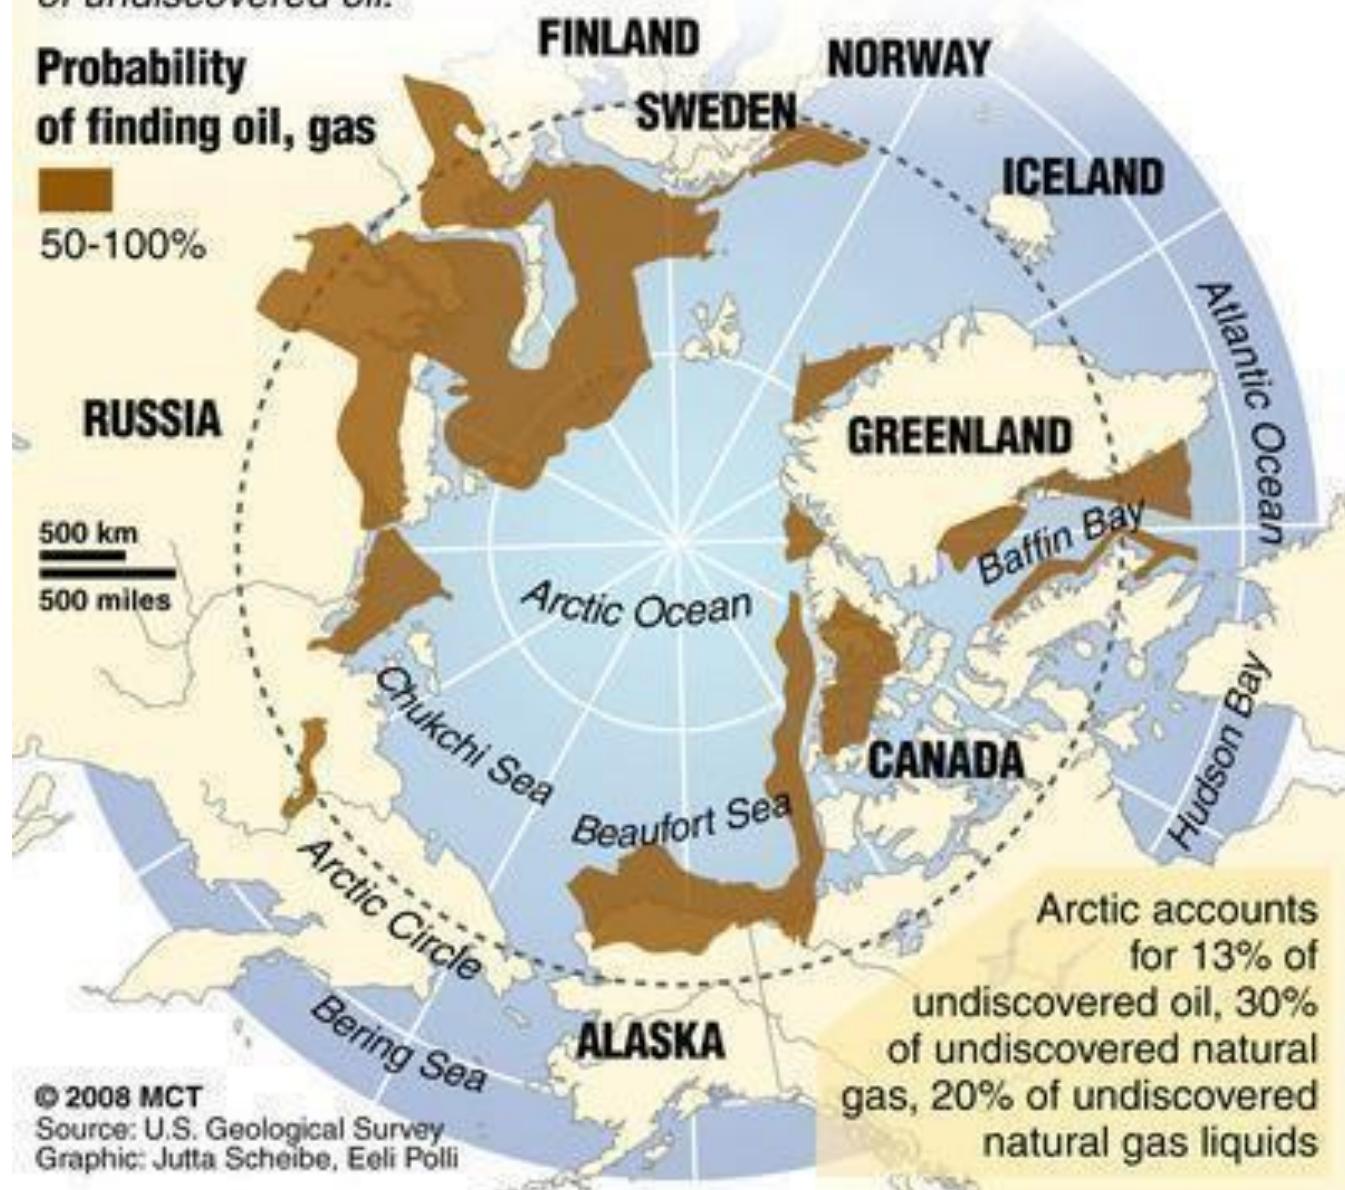 of undiscovered oil.
Probability
of finding oil, gas
50-100%
FINLAND
NORWAY
SWEDEN
ICELAND
Atlantic Ocean
RUSSIA
GREENLAND
500 km
500 miles
Baffin Bay
Arctic Ocean
Chukchi Sea
Hudson Bay
CANADA
Beaufort Sea
Arctic Circle
Bering Sea
ALASKA
Arctic accounts
for 13% of
undiscovered oil, 30%
of undiscovered natural
gas, 20% of undiscovered
natural gas liquids
© 2008 MCT
Source: U.S. Geological Survey
Graphic: Jutta Scheibe, Eeli Polli